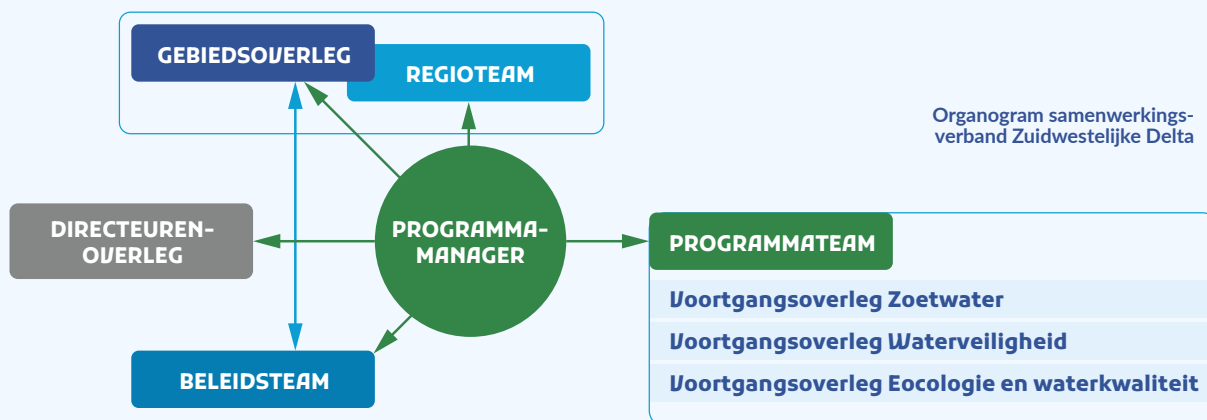 GEBIEDSOVERLEG
REGIOTEAM
Organogram samenwerkings-
verband Zuidwestelijke Delta
DIRECTEUREN-
OVERLEG
PROGRAMMA-
MANAGER
PROGRAMMATEAM
Voortgangsoverleg Zoetwater
Voortgangsoverleg Waterveiligheid
Voortgangsoverleg Eocologie en waterkwaliteit
BELEIDSTEAM